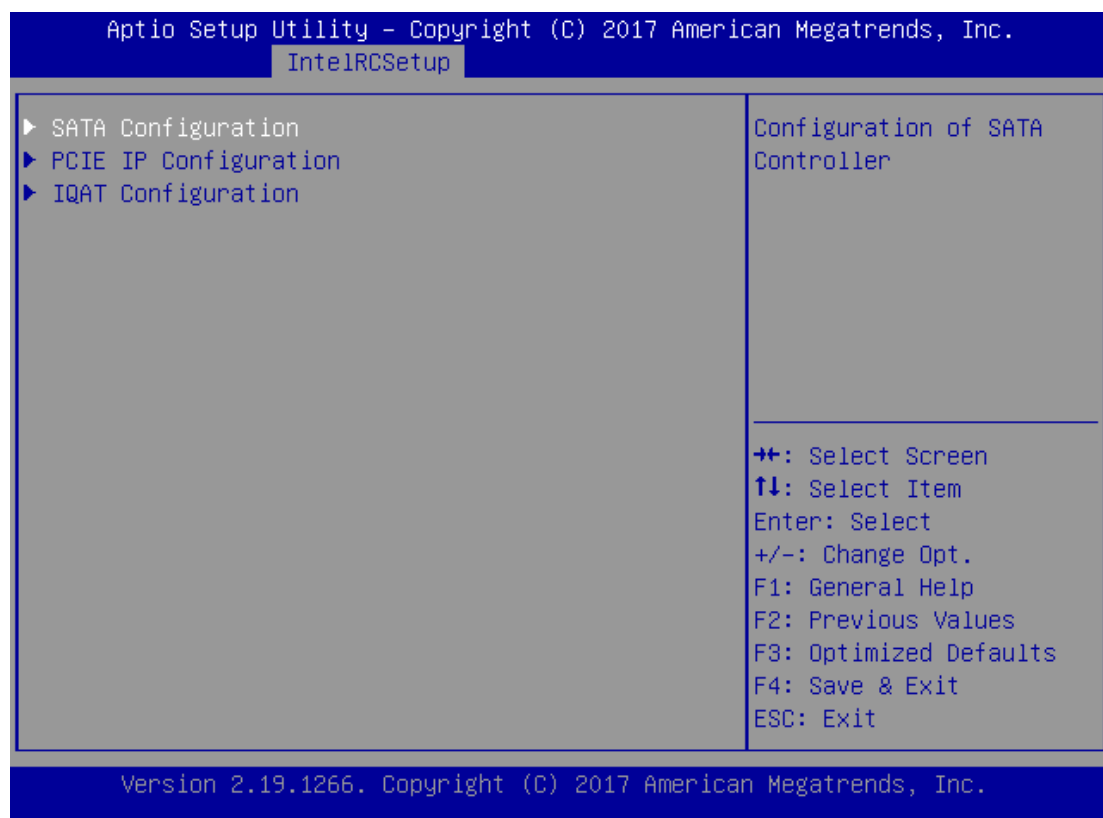 Aptio Setup Utility – Copyright (C) 2017 American Megatrends, Inc.
IntelRCSetup
▶ SATA Configuration
▶ PCIE IP Configuration
▶ IQAT Configuration
Configuration of SATA
Controller
→←: Select Screen
↑↓: Select Item
Enter: Select
+/-: Change Opt.
F1: General Help
F2: Previous Values
F3: Optimized Defaults
F4: Save & Exit
ESC: Exit
Version 2.19.1266. Copyright (C) 2017 American Megatrends, Inc.